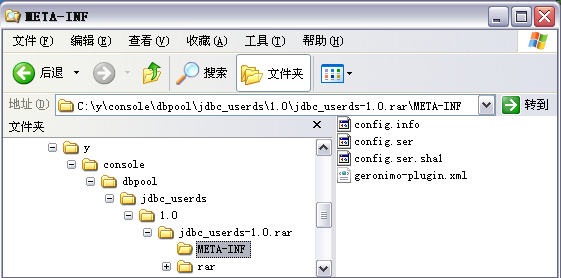 META-INF
文件(F) 编辑(E) 查看(V) 收藏(A) 工具(T) 帮助(H)
后退 搜索 文件夹
地址(D) C:\y\console\dbpool\jdbc_userds\1.0\jdbc_userds-1.0.rar\META-INF 转到
文件夹
y
console
dbpool
jdbc_userds
1.0
jdbc_userds-1.0.rar
META-INF
rar
config.info
config.ser
config.ser.sha1
geronimo-plugin.xml